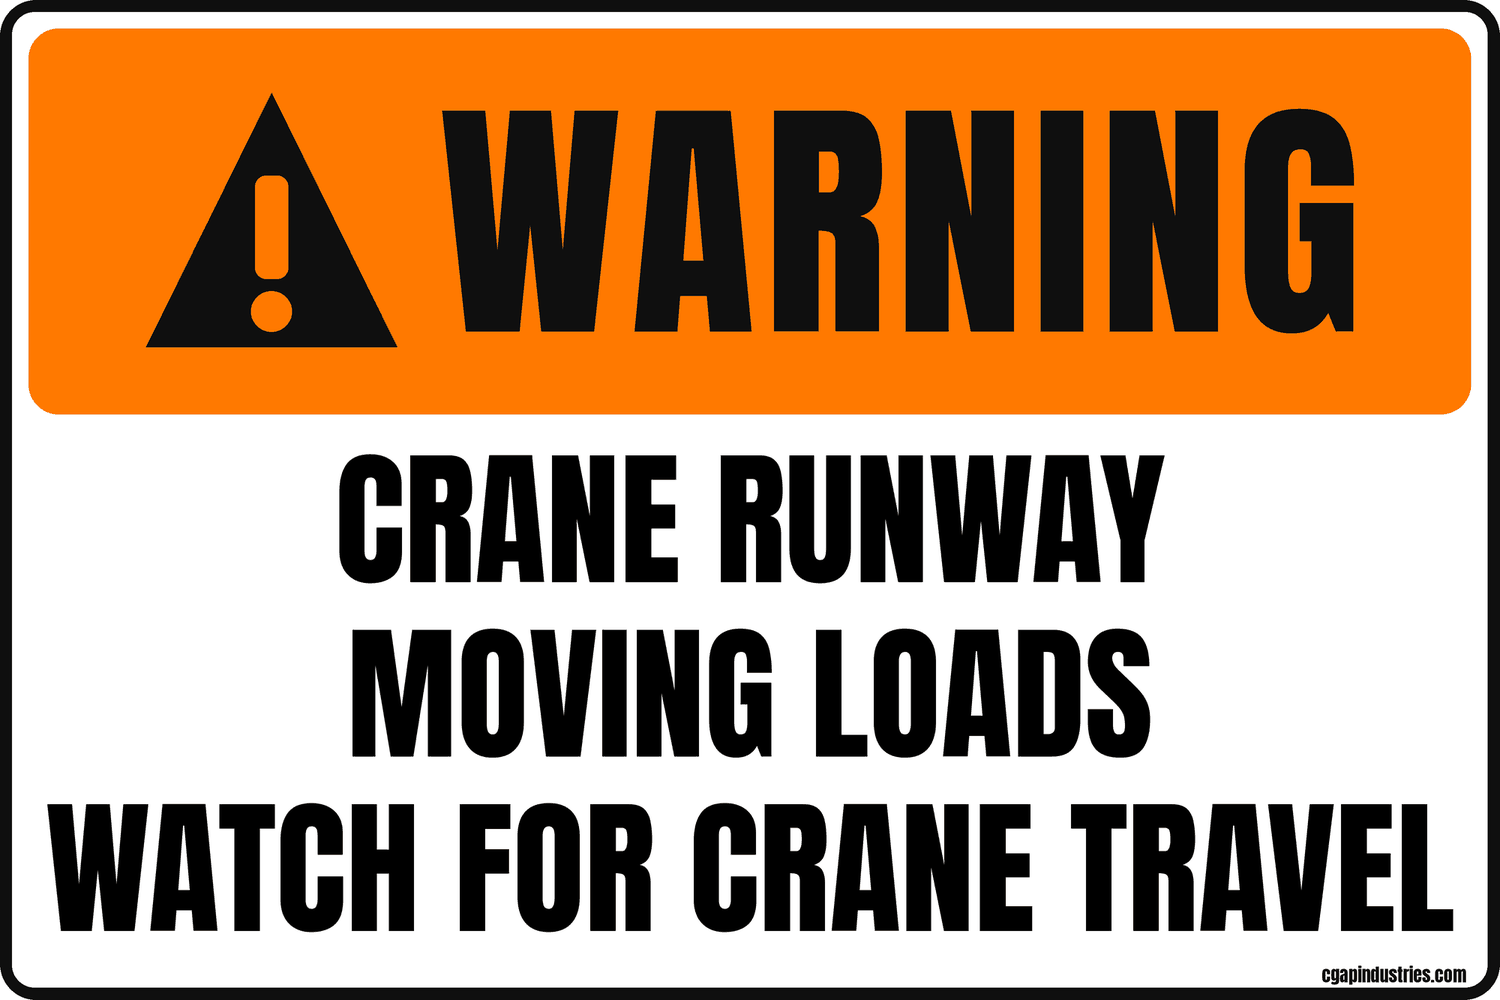 WARNING
CRANE RUNWAY
MOVING LOADS
WATCH FOR CRANE TRAVEL
cgapindustries.com